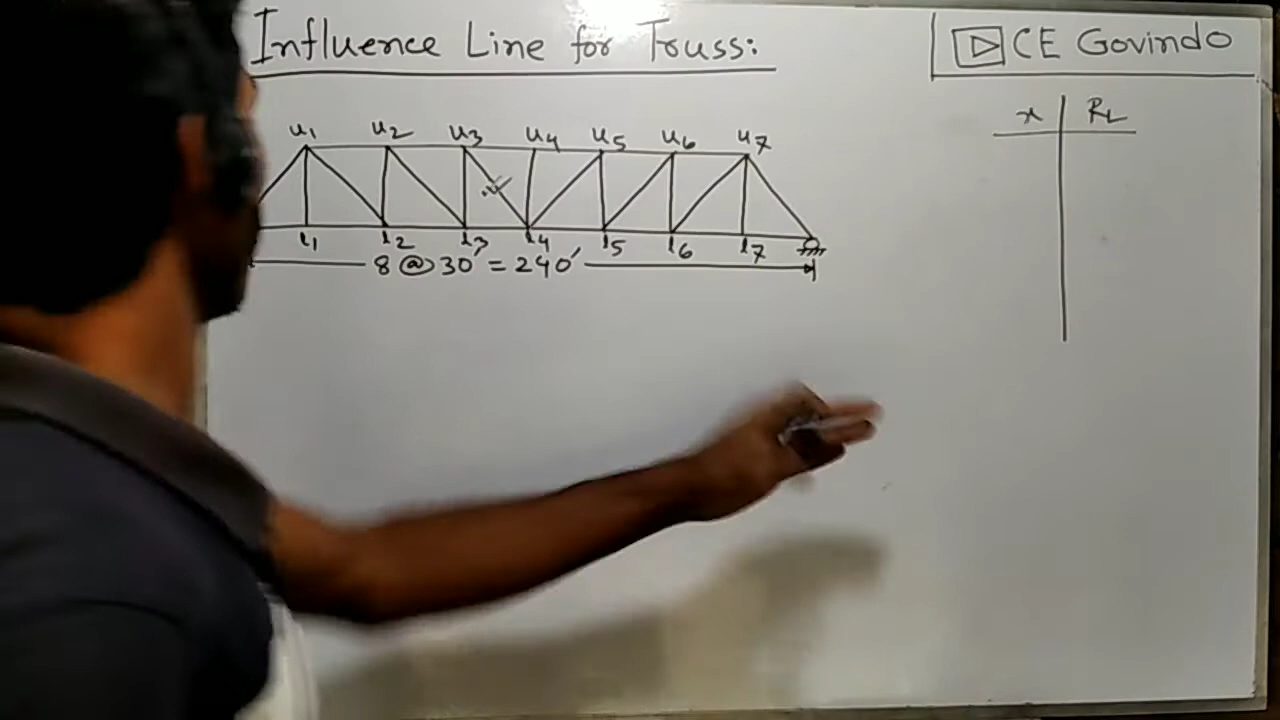 Influence Line for Truss:
CE Govindo
x R_L
u1 u2 u3 u4 u5 u6 u7
l1 l2 l3 l4 l5 l6 l7
8 @ 30' = 240'